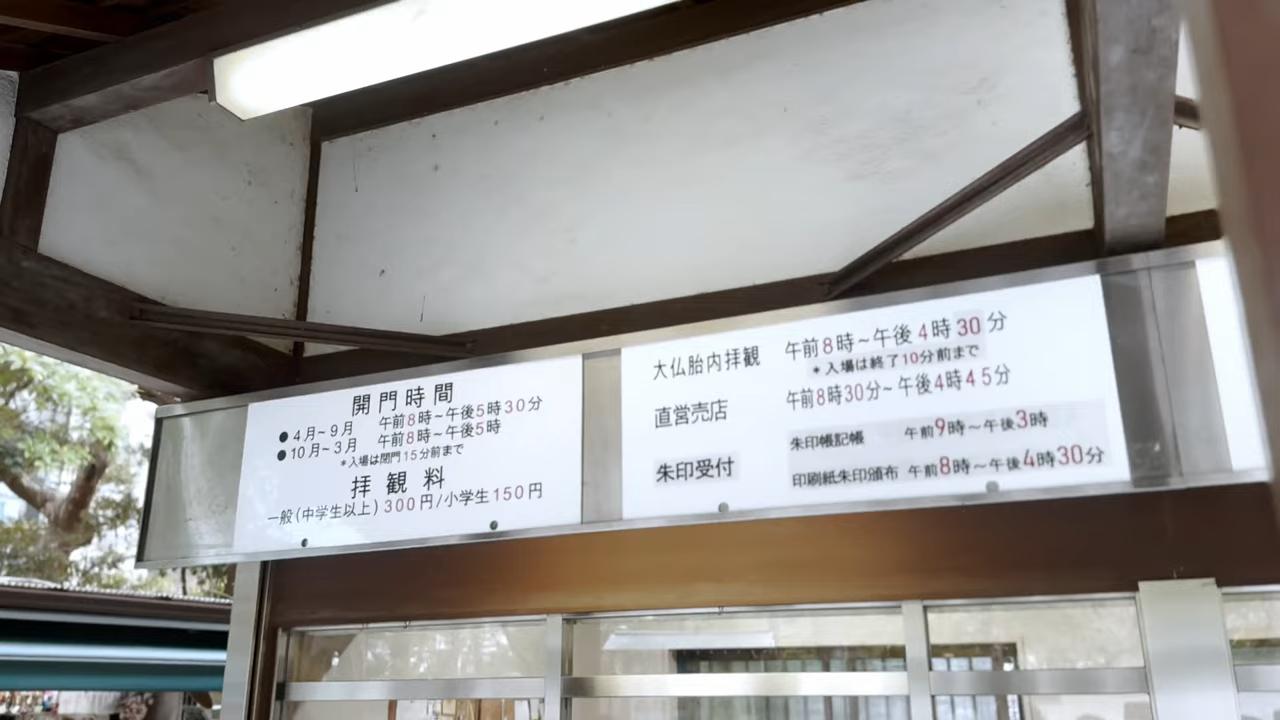 開門時間
●4月~9月 午前8時~午後5時30分
●10月~3月 午前8時~午後5時
*入場は閉門15分前まで
拝観料
一般(中学生以上)300円/小学生150円
大仏胎内拝観 午前8時~午後4時30分
*入場は終了10分前まで
直営売店 午前8時30分~午後4時45分
朱印受付 朱印帳記帳 午前9時~午後3時
印刷紙朱印頒布 午前8時~午後4時30分